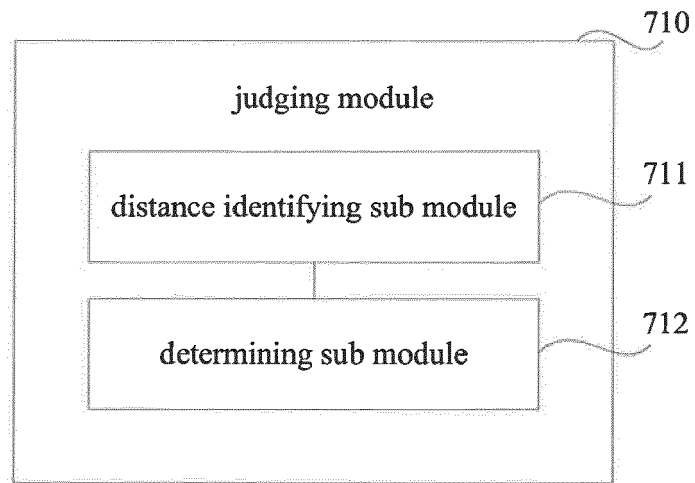 710
judging module
711
distance identifying sub module
712
determining sub module